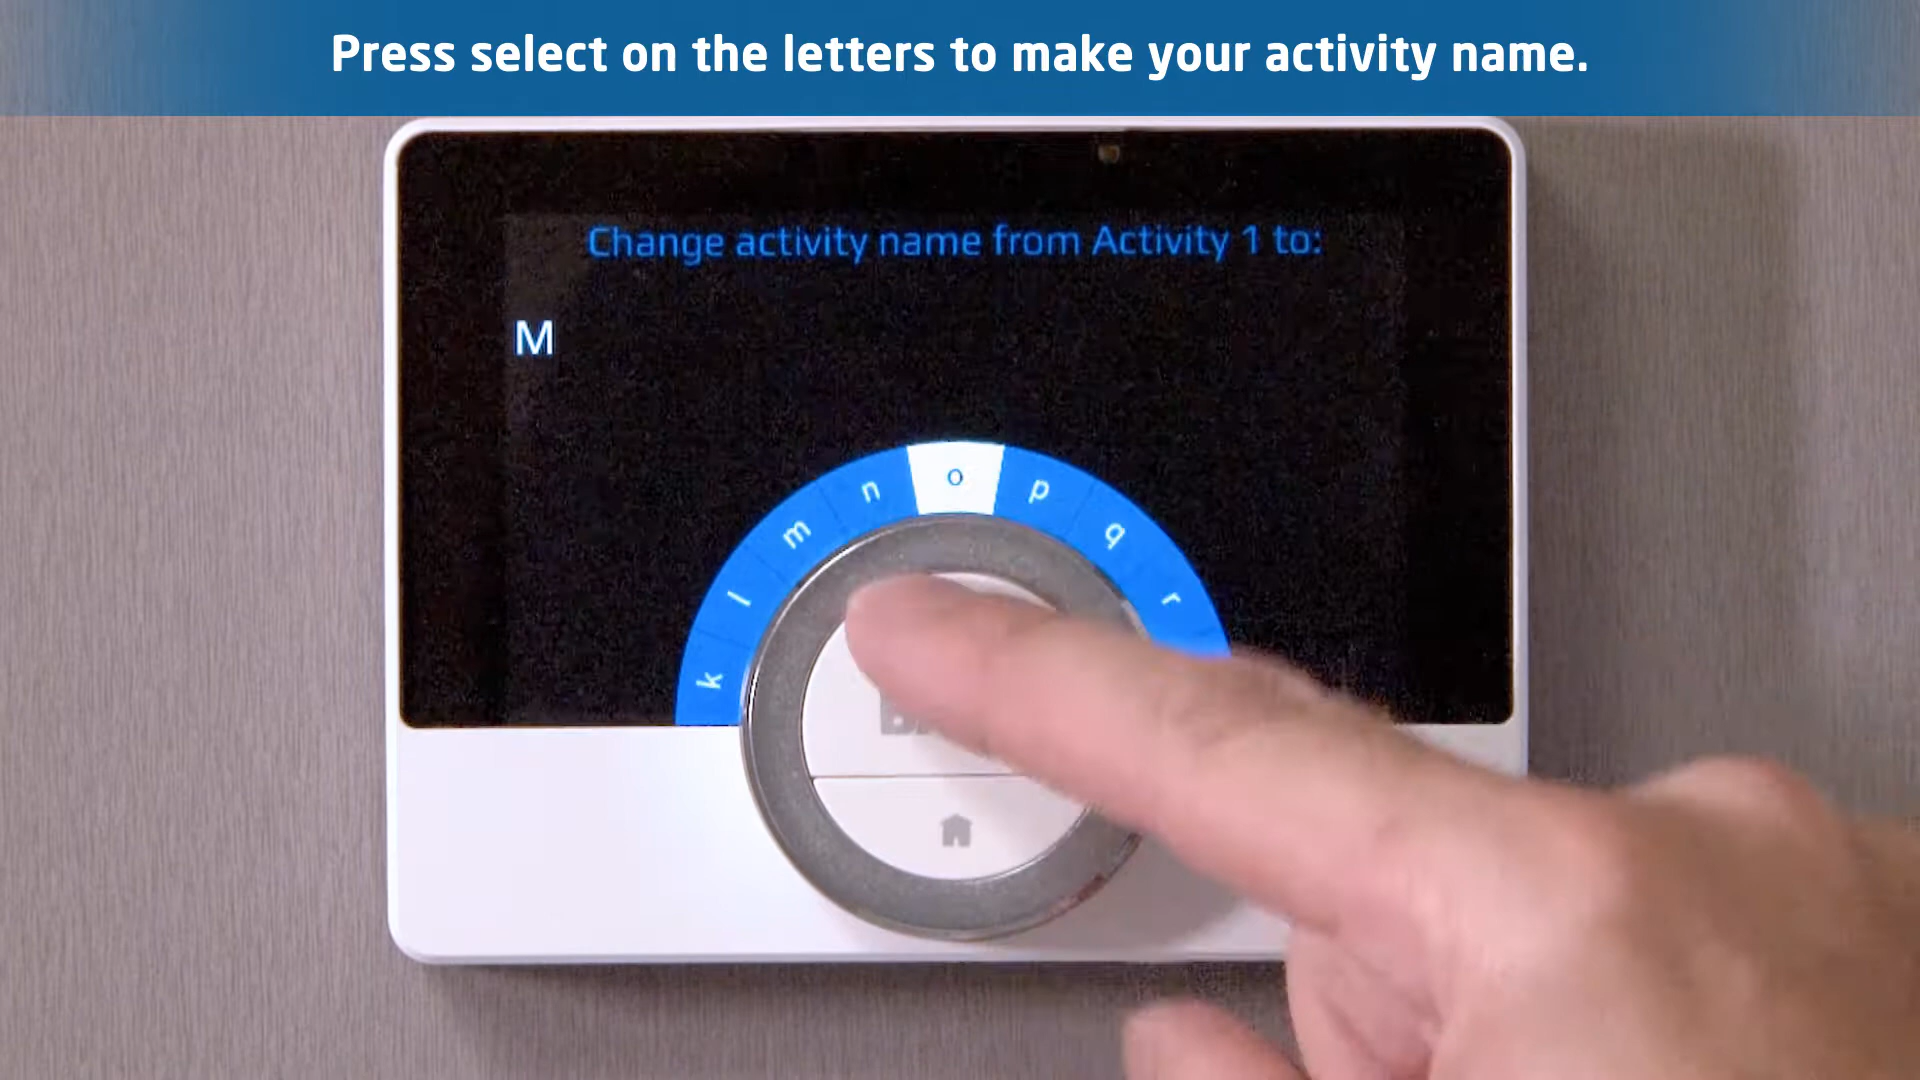 Press select on the letters to make your activity name.
Change activity name from Activity 1 to:
M
k l m n o p q r